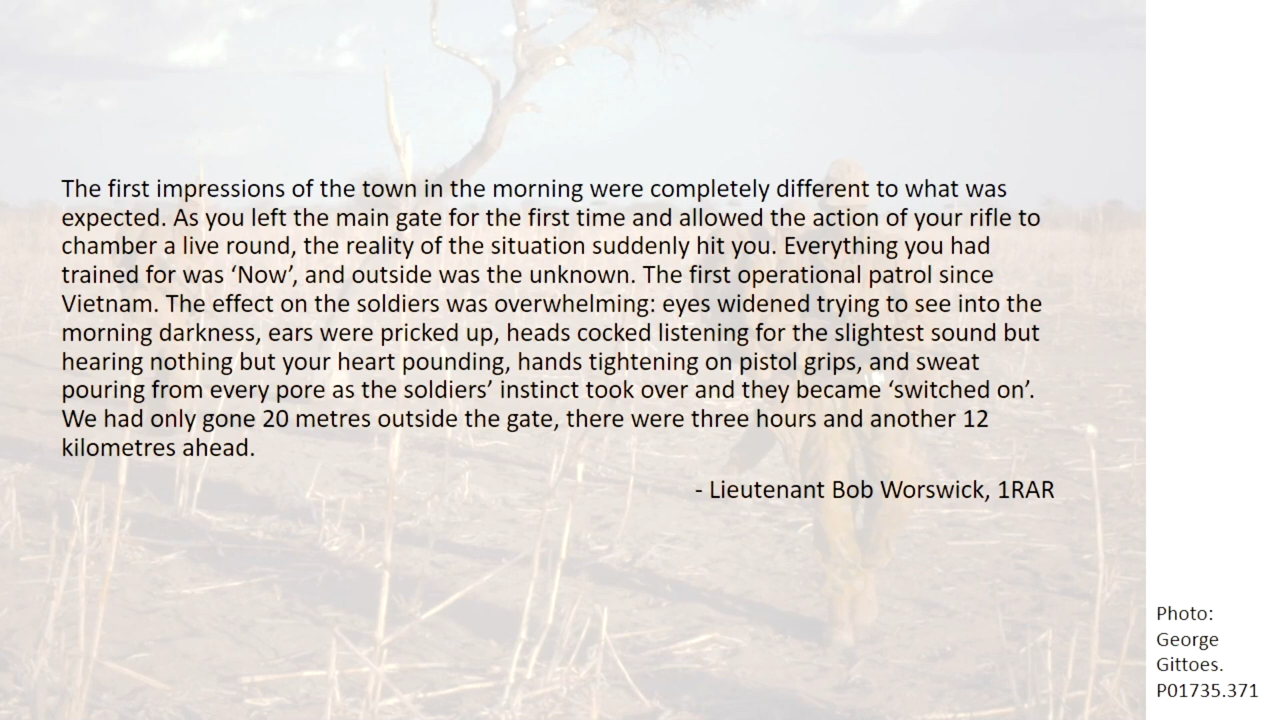 The first impressions of the town in the morning were completely different to what was
expected. As you left the main gate for the first time and allowed the action of your rifle to
chamber a live round, the reality of the situation suddenly hit you. Everything you had
trained for was ‘Now’, and outside was the unknown. The first operational patrol since
Vietnam. The effect on the soldiers was overwhelming: eyes widened trying to see into the
morning darkness, ears were pricked up, heads cocked listening for the slightest sound but
hearing nothing but your heart pounding, hands tightening on pistol grips, and sweat
pouring from every pore as the soldiers’ instinct took over and they became ‘switched on’.
We had only gone 20 metres outside the gate, there were three hours and another 12
kilometres ahead.
- Lieutenant Bob Worswick, 1RAR
Photo:
George
Gittoes.
P01735.371